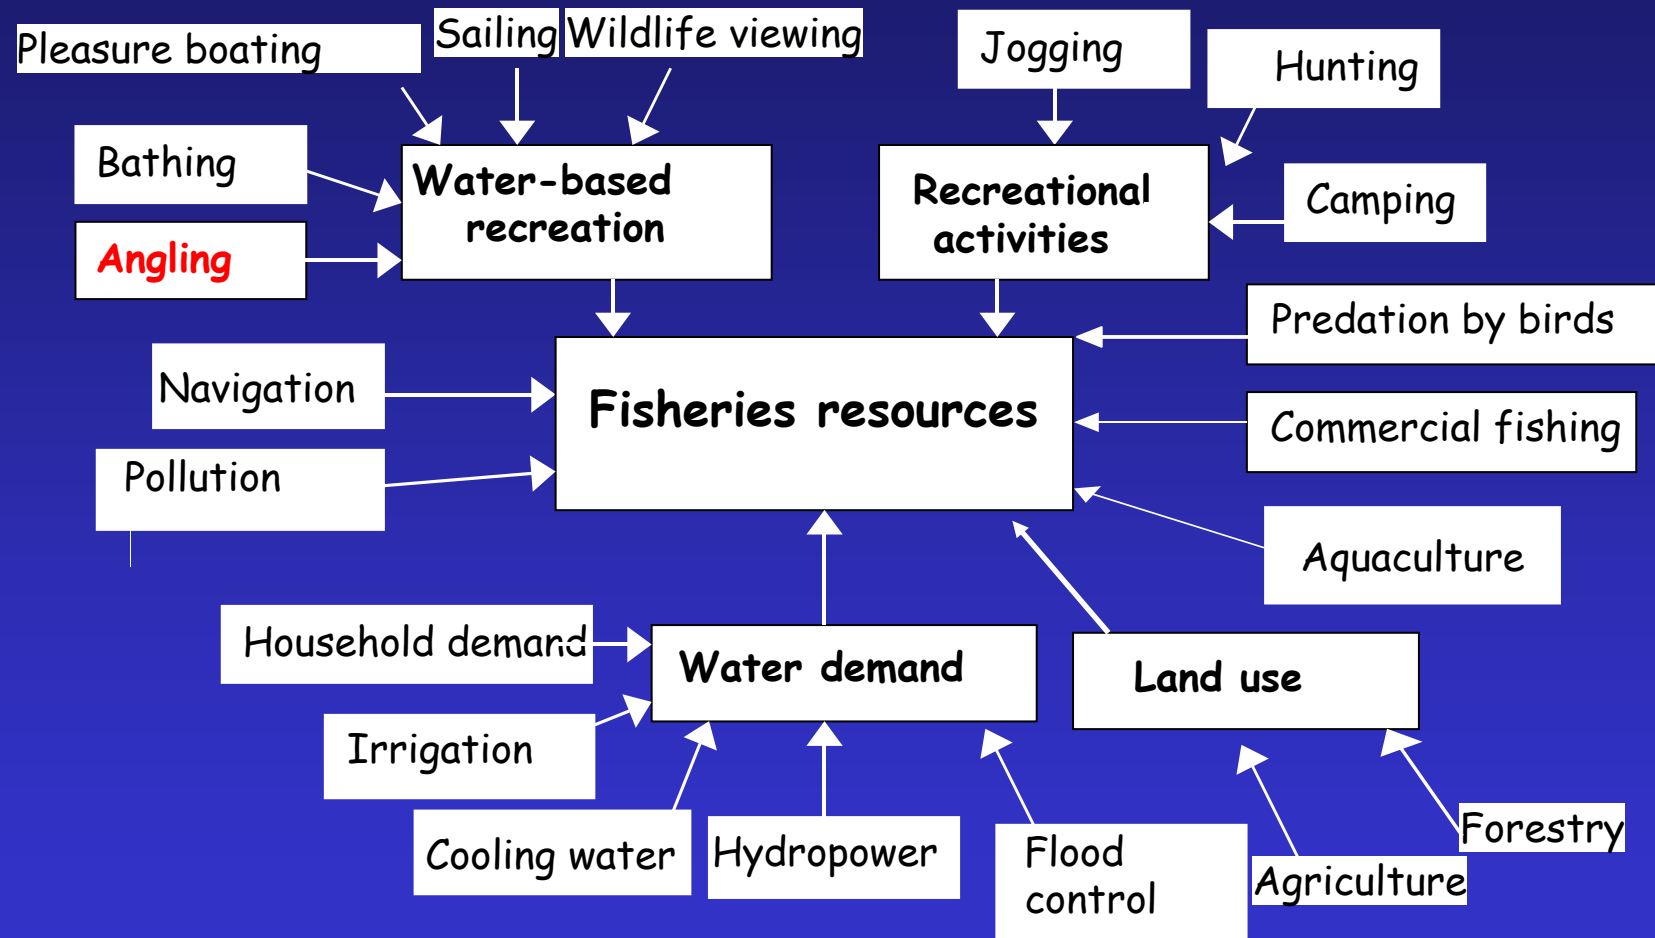 Pleasure boating
Sailing
Wildlife viewing
Jogging
Hunting
Bathing
Water-based
recreation
Recreational
activities
Camping
Angling
Predation by birds
Navigation
Fisheries resources
Commercial fishing
Pollution
Aquaculture
Household demand
Water demand
Land use
Irrigation
Cooling water
Hydropower
Flood
control
Agriculture
Forestry